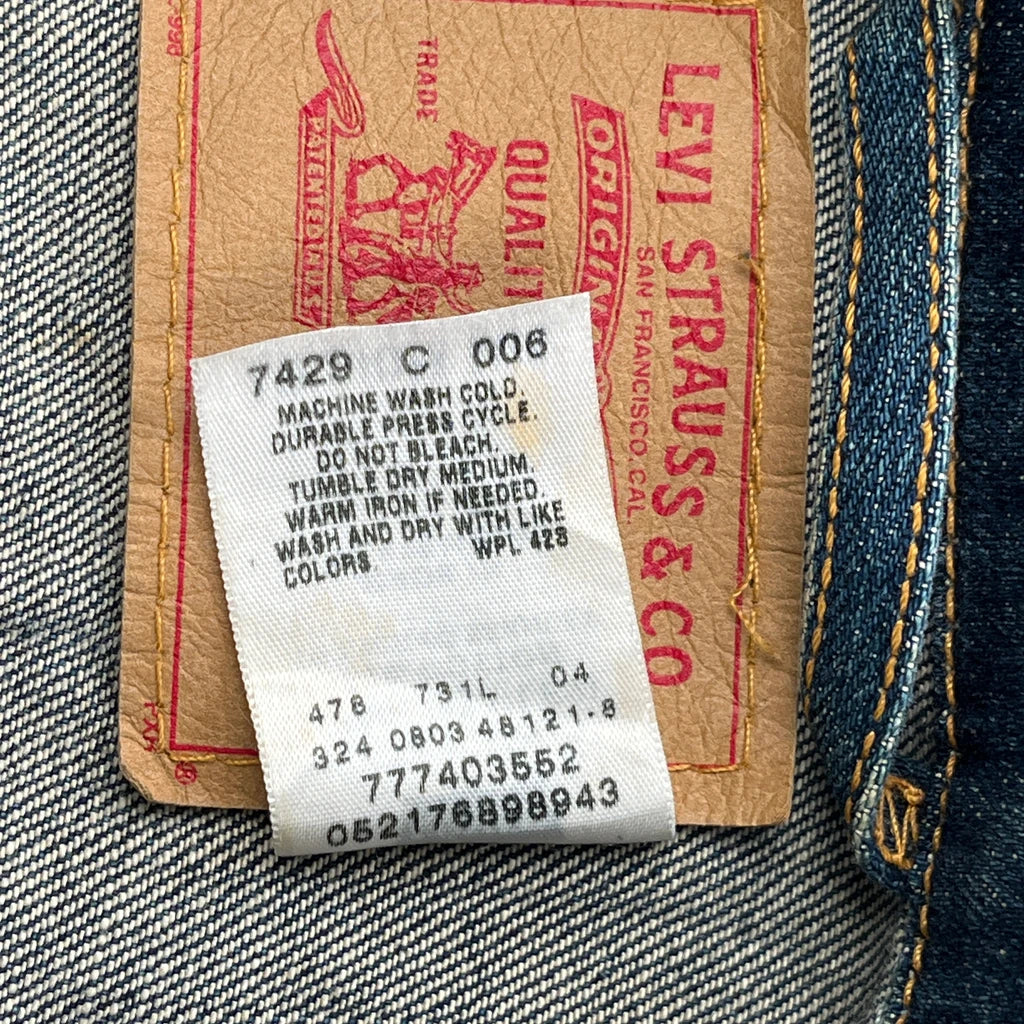 LEVI STRAUSS & CO
SAN FRANCISCO, CAL.
QUALIT
TRADE
7429 C 006
MACHINE WASH COLD.
DURABLE PRESS CYCLE.
DO NOT BLEACH.
TUMBLE DRY MEDIUM.
WARM IRON IF NEEDED.
WASH AND DRY WITH LIKE
COLORS WPL 423
478 731L 04
324 0803 48121-8
777403552
052176898943
®